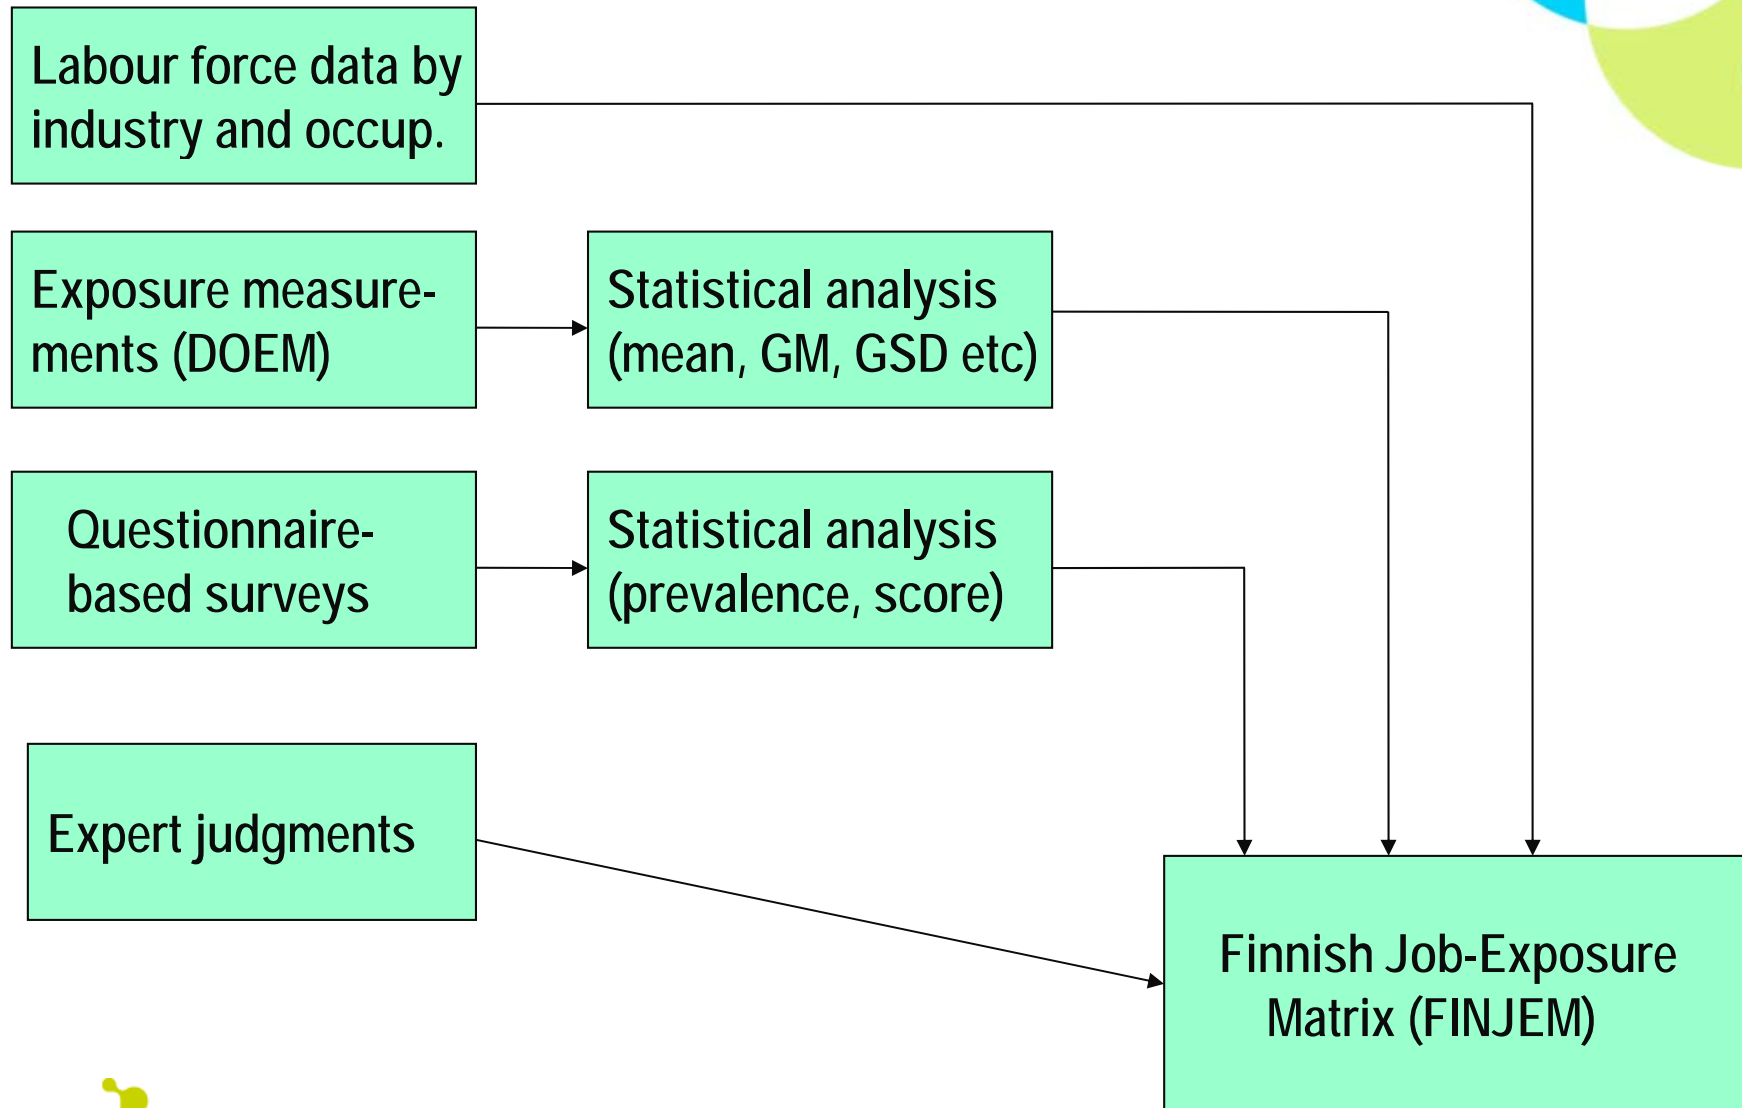 Labour force data by
industry and occup.
Exposure measure-
ments (DOEM)
Statistical analysis
(mean, GM, GSD etc)
Questionnaire-
based surveys
Statistical analysis
(prevalence, score)
Expert judgments
Finnish Job-Exposure
Matrix (FINJEM)